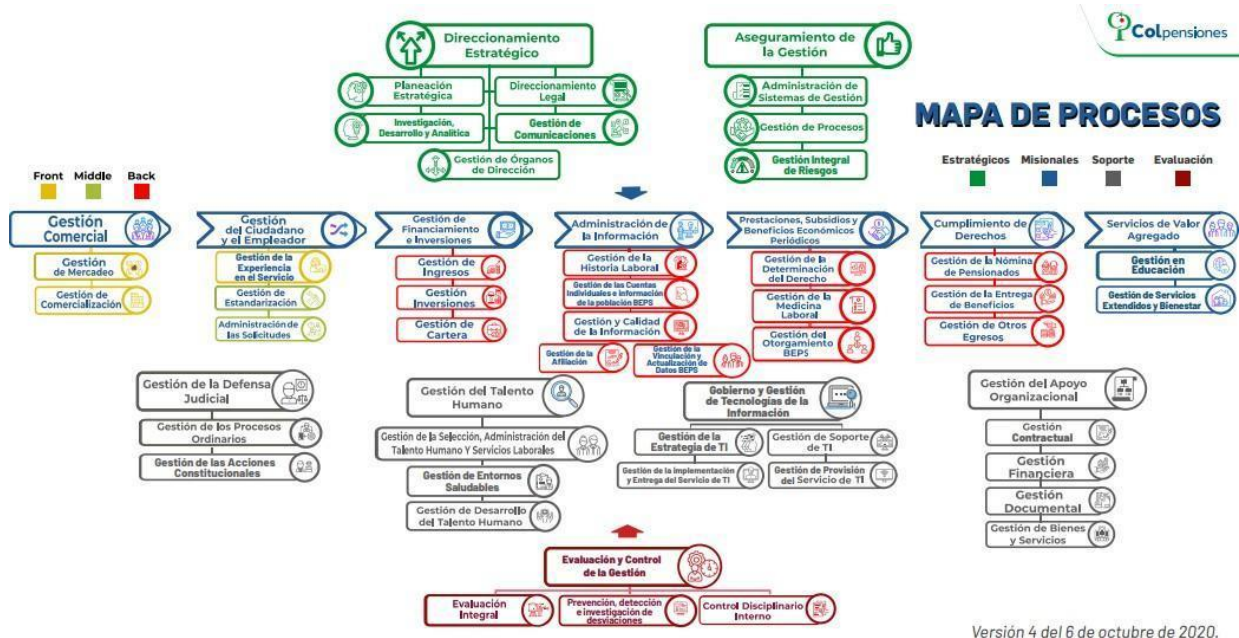 Direccionamiento
Estratégico
Planeación
Estratégica
Direccionamiento
Legal
Investigación,
Desarrollo y Analítica
Gestión de
Comunicaciones
Gestión de Órganos
de Dirección
Aseguramiento de
la Gestión
Administración de
Sistemas de Gestión
Gestión de Procesos
Gestión Integral
de Riesgos
Colpensiones
MAPA DE PROCESOS
Estratégicos Misionales Soporte Evaluación
Front Middle Back
Gestión
Comercial
Gestión
de Mercadeo
Gestión de
Comercialización
Gestión
del Ciudadano
y el Empleador
Gestión de la
Experiencia
en el Servicio
Gestión de
Estandarización
Administración de
las Solicitudes
Gestión de
Financiamiento
e Inversiones
Gestión de
Ingresos
Gestión
Inversiones
Gestión de
Cartera
Administración de
la Información
Gestión de la
Historia Laboral
Gestión de las Cuentas
Individuales e información
de la población BEPS
Gestión y Calidad
de la Información
Gestión de la
Afiliación
Gestión de la
Vinculación y
Actualización de
Datos BEPS
Prestaciones, Subsidios y
Beneficios Económicos
Periódicos
Gestión de la
Determinación
del Derecho
Gestión de la
Medicina
Laboral
Gestión del
Otorgamiento
BEPS
Cumplimiento de
Derechos
Gestión de la Nómina
de Pensionados
Gestión de la Entrega
de Beneficios
Gestión de Otros
Egresos
Servicios de Valor
Agregado
Gestión en
Educación
Gestión de Servicios
Extendidos y Bienestar
Gestión de la Defensa
Judicial
Gestión de los Procesos
Ordinarios
Gestión de las Acciones
Constitucionales
Gestión del Talento
Humano
Gestión de la Selección, Administración del
Talento Humano Y Servicios Laborales
Gestión de Entornos
Saludables
Gestión de Desarrollo
del Talento Humano
Gobierno y Gestión
de Tecnologías de la
Información
Gestión de la
Estrategia de TI
Gestión de Soporte
de TI
Gestión de la implementación
y Entrega del Servicio de TI
Gestión de Provisión
del Servicio de TI
Gestión del Apoyo
Organizacional
Gestión
Contractual
Gestión
Financiera
Gestión
Documental
Gestión de Bienes
y Servicios
Evaluación y Control
de la Gestión
Evaluación
Integral
Prevención, detección
e investigación de
desviaciones
Control Disciplinario
Interno
Versión 4 del 6 de octubre de 2020.